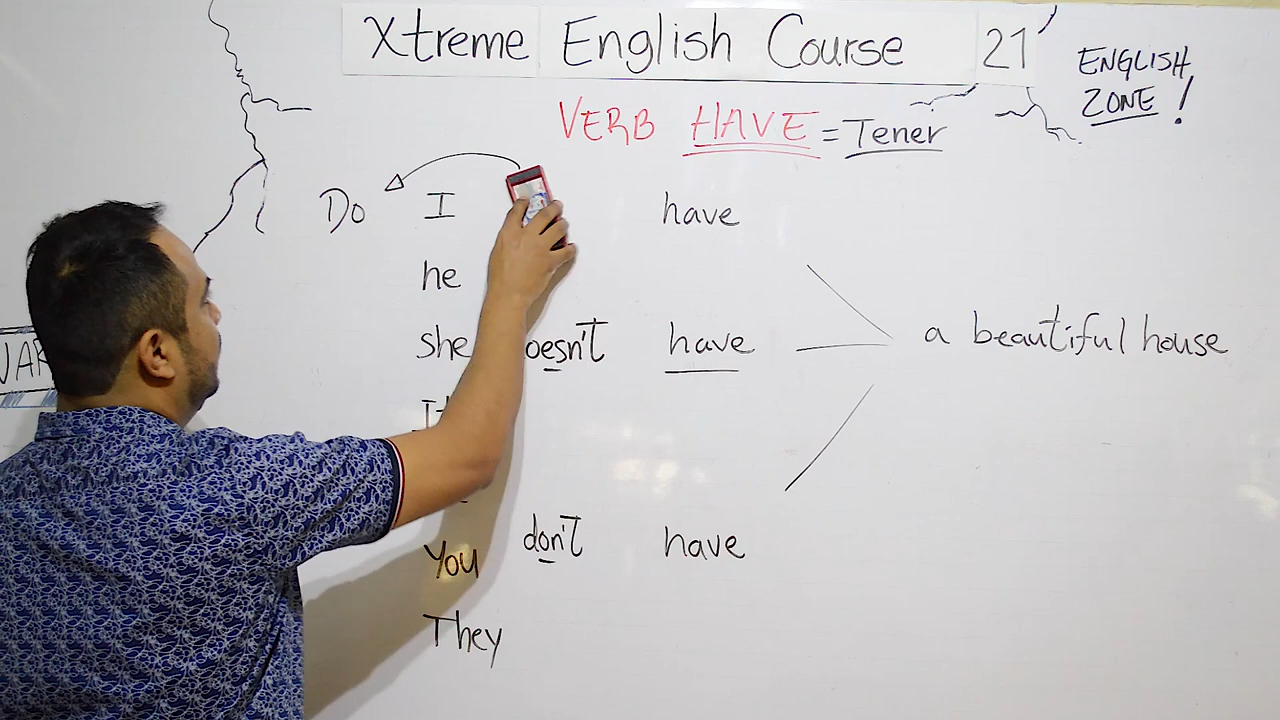 Xtreme English Course 21
ENGLISH
ZONE!
VERB HAVE = Tener
Do I have
he
she oesn't have
a beautiful house
It
You don't have
They